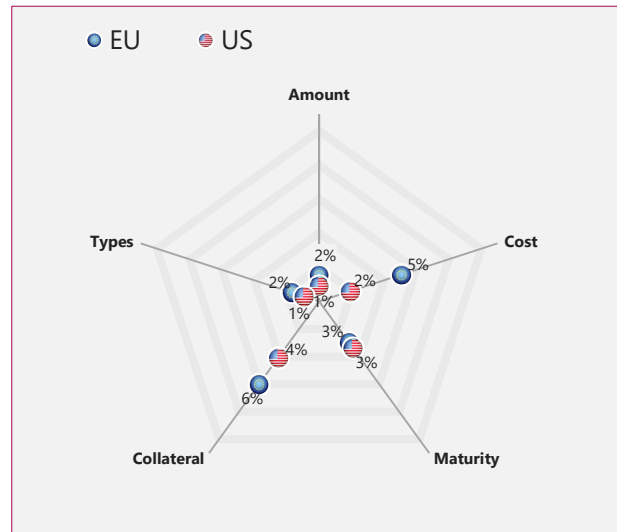 EU
US
Amount
Types
Cost
2%
5%
2%
2%
1%
1%
3%
3%
4%
6%
Collateral
Maturity